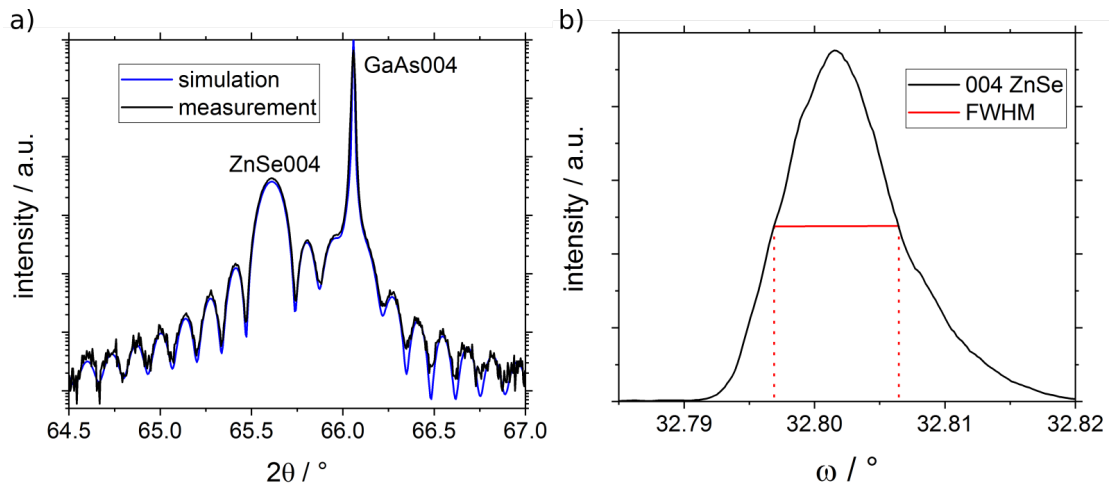 a)
simulation
measurement
GaAs004
ZnSe004
intensity / a.u.
64.5 65.0 65.5 66.0 66.5 67.0
2θ / °
b)
004 ZnSe
FWHM
intensity / a.u.
32.79 32.80 32.81 32.82
ω / °